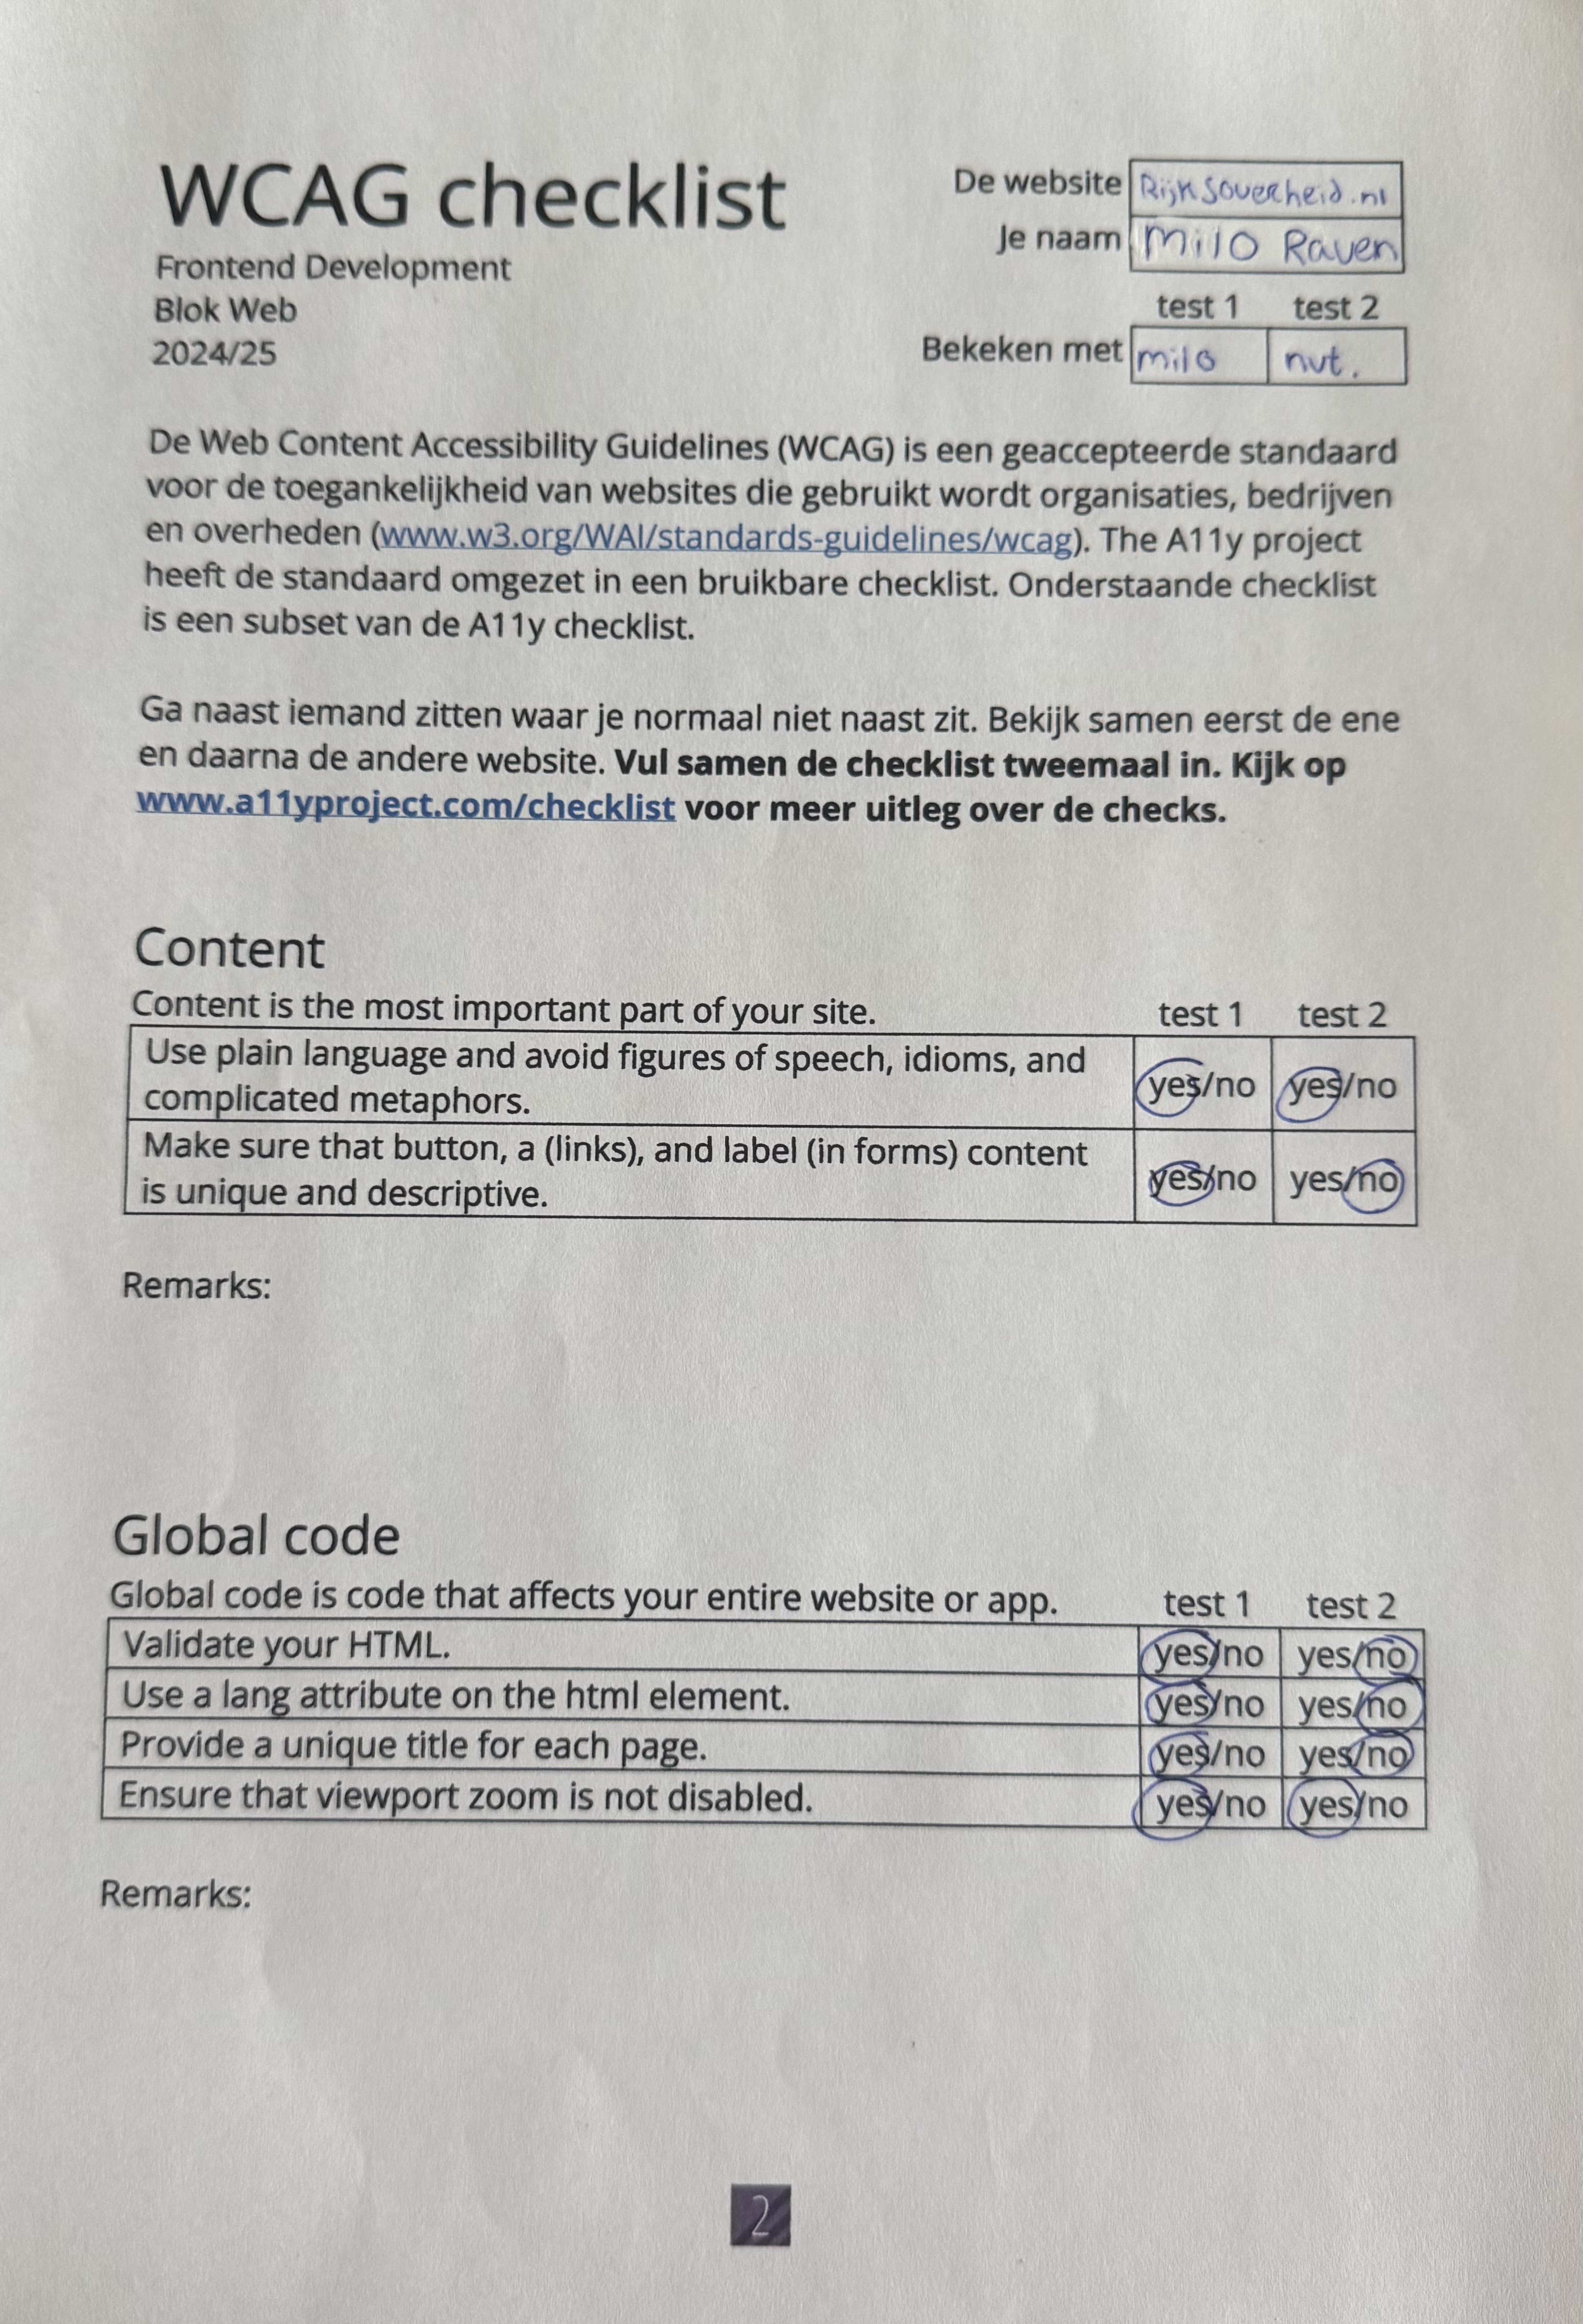 WCAG checklist
Frontend Development
Blok Web
2024/25
De website Rijksoverheid.nl
Je naam Milo Raven
test 1 test 2
Bekeken met milo nut.
De Web Content Accessibility Guidelines (WCAG) is een geaccepteerde standaard
voor de toegankelijkheid van websites die gebruikt wordt organisaties, bedrijven
en overheden (www.w3.org/WAI/standards-guidelines/wcag). The A11y project
heeft de standaard omgezet in een bruikbare checklist. Onderstaande checklist
is een subset van de A11y checklist.
Ga naast iemand zitten waar je normaal niet naast zit. Bekijk samen eerst de ene
en daarna de andere website. Vul samen de checklist tweemaal in. Kijk op
www.a11yproject.com/checklist voor meer uitleg over de checks.
Content
Content is the most important part of your site. test 1 test 2
Use plain language and avoid figures of speech, idioms, and
complicated metaphors. yes/no yes/no
Make sure that button, a (links), and label (in forms) content
is unique and descriptive. yes/no yes/no
Remarks:
Global code
Global code is code that affects your entire website or app. test 1 test 2
Validate your HTML. yes/no yes/no
Use a lang attribute on the html element. yes/no yes/no
Provide a unique title for each page. yes/no yes/no
Ensure that viewport zoom is not disabled. yes/no yes/no
Remarks:
2